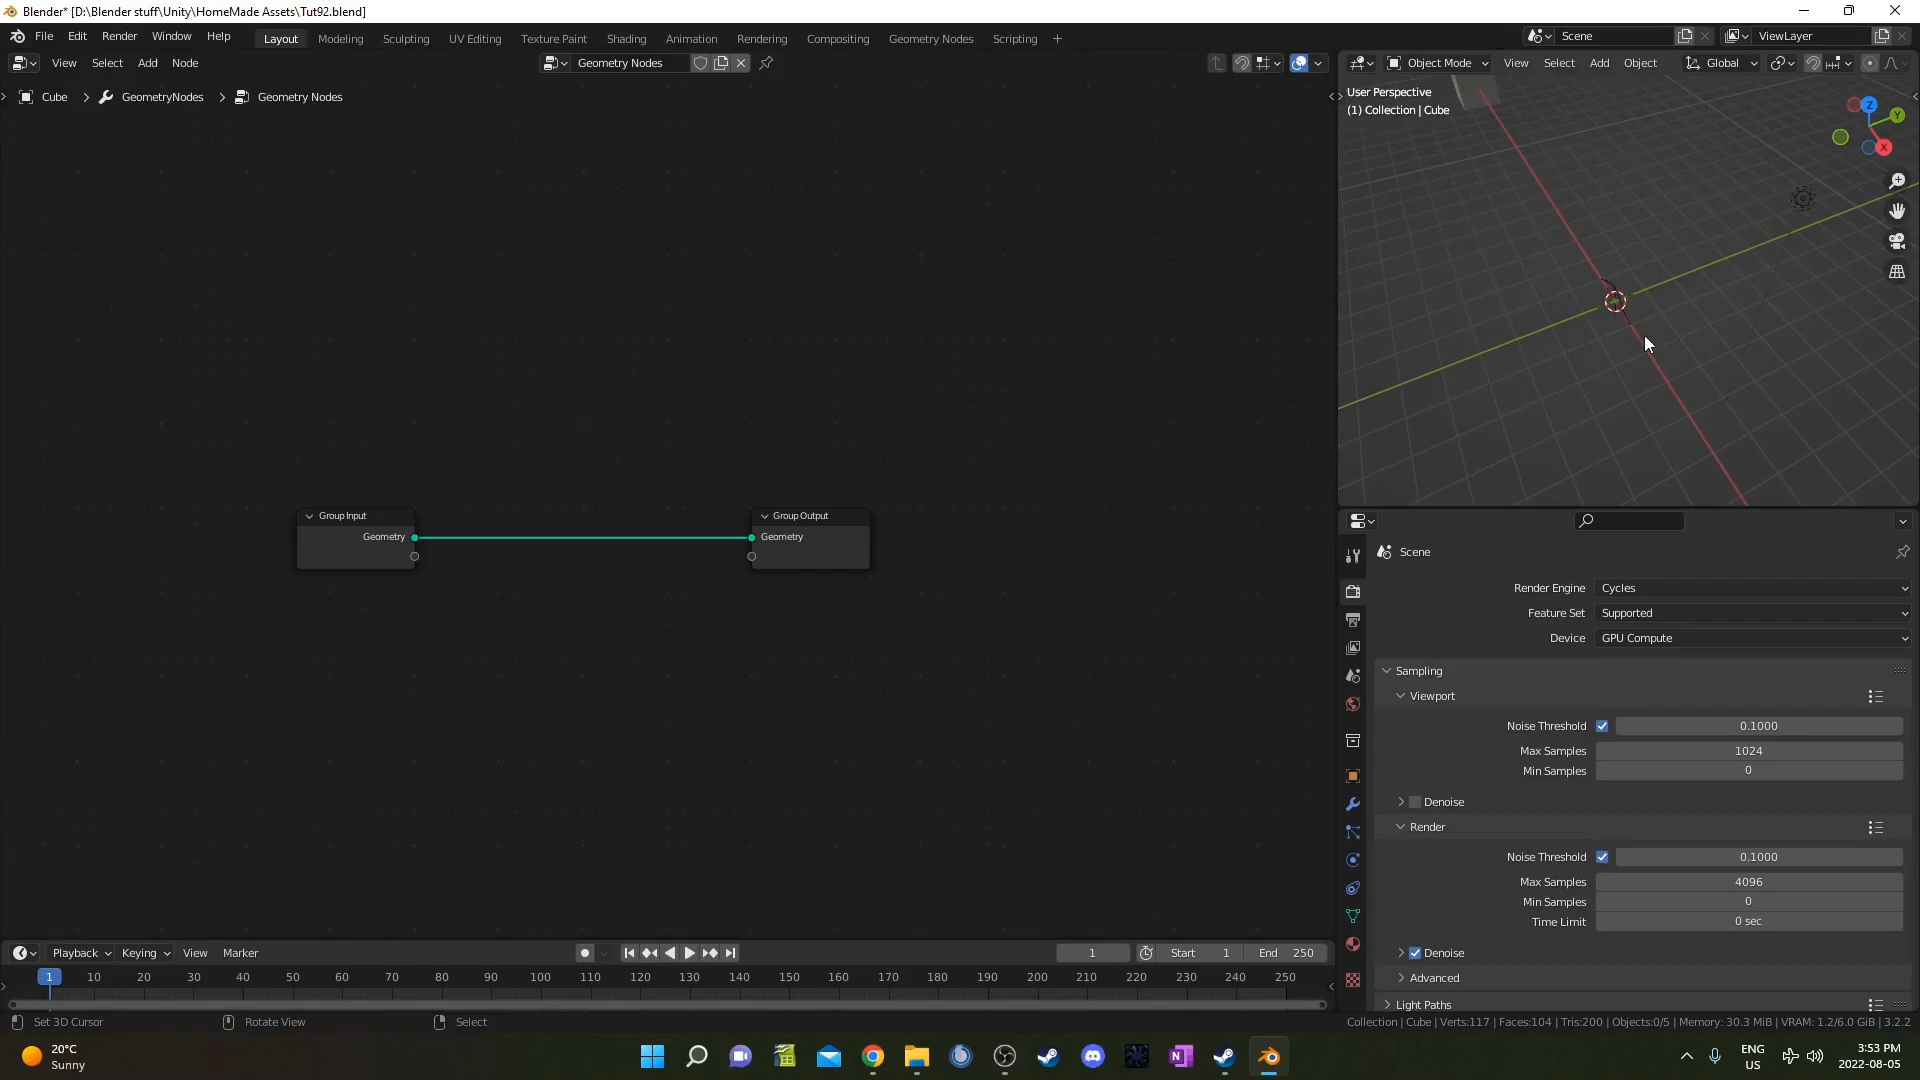 Blender* [D:\Blender stuff\Unity\HomeMade Assets\Tut92.blend]
File Edit Render Window Help Layout Modeling Sculpting UV Editing Texture Paint Shading Animation Rendering Compositing Geometry Nodes Scripting + Scene ViewLayer
View Select Add Node Geometry Nodes Object Mode View Select Add Object Global
Cube > GeometryNodes > Geometry Nodes
User Perspective
(1) Collection | Cube
Z
Y
X
Group Input
Geometry
Group Output
Geometry
Scene
Render Engine Cycles
Feature Set Supported
Device GPU Compute
Sampling
Viewport
Noise Threshold 0.1000
Max Samples 1024
Min Samples 0
Denoise
Render
Noise Threshold 0.1000
Max Samples 4096
Min Samples 0
Time Limit 0 sec
Denoise
Advanced
Light Paths
Playback Keying View Marker 1 Start 1 End 250
1 10 20 30 40 50 60 70 80 90 100 110 120 130 140 150 160 170 180 190 200 210 220 230 240 250
Set 3D Cursor Rotate View Select Collection | Cube | Verts:117 | Faces:104 | Tris:200 | Objects:0/5 | Memory: 30.3 MiB | VRAM: 1.2/6.0 GiB | 3.2.2
20°C
Sunny
ENG
US
3:53 PM
2022-08-05